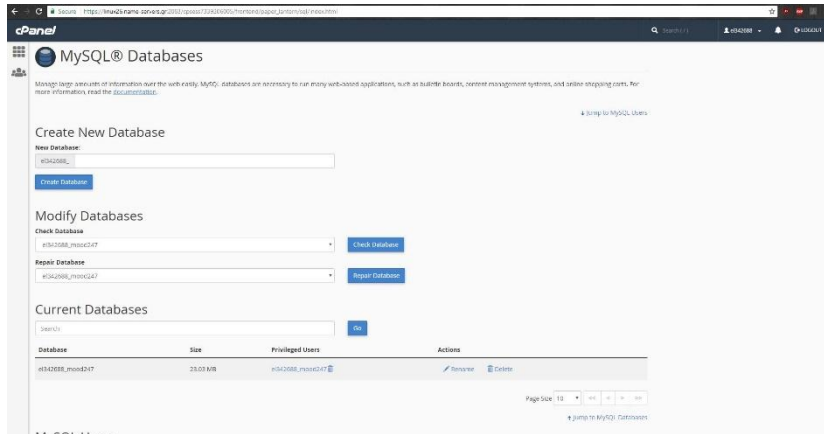 Secure https://linux26.name-servers.gr:2083/cpsess7339206005/frontend/paper_lantern/sql/index.html
cPanel
Search ( / )
el342688
LOGOUT
MySQL® Databases
Manage large amounts of information over the web easily. MySQL databases are necessary to run many web-based applications, such as bulletin boards, content management systems, and online shopping carts. For
more information, read the documentation.
Jump to MySQL Users
Create New Database
New Database:
el342688_
Create Database
Modify Databases
Check Database
el342688_mood247
Check Database
Repair Database
el342688_mood247
Repair Database
Current Databases
Search
Go
Database Size Privileged Users Actions
el342688_mood247 23.03 MB el342688_mood247 Rename Delete
Page Size 10 << < > >>
Jump to MySQL Databases
MySQL Users